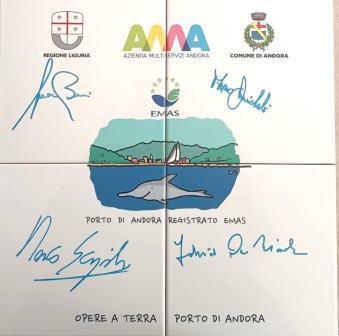 REGIONE LIGURIA
AMA
AZIENDA MULTISERVIZI ANDORA
COMUNE DI ANDORA
EMAS
PORTO DI ANDORA REGISTRATO EMAS
OPERE A TERRA PORTO DI ANDORA